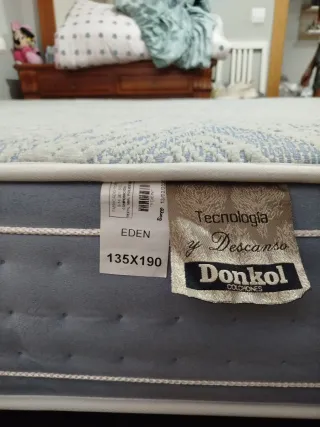 EDEN
135X190
Tecnología
y Descanso
Donkol
COLCHONES